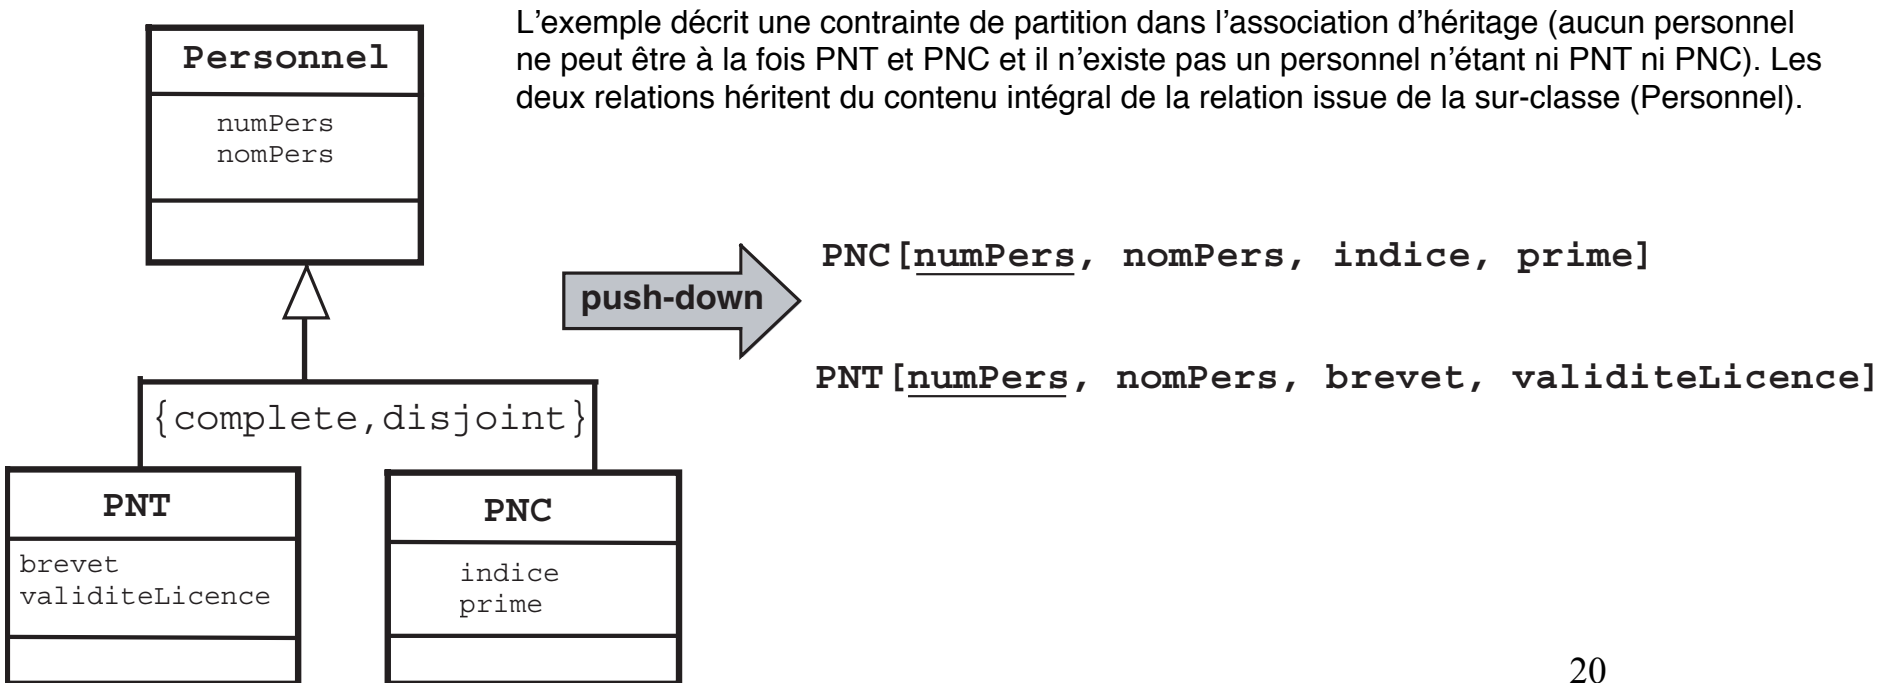 L'exemple décrit une contrainte de partition dans l'association d'héritage (aucun personnel
ne peut être à la fois PNT et PNC et il n'existe pas un personnel n'étant ni PNT ni PNC). Les
deux relations héritent du contenu intégral de la relation issue de la sur-classe (Personnel).
Personnel
numPers
nomPers
push-down
PNC[numPers, nomPers, indice, prime]
PNT[numPers, nomPers, brevet, validiteLicence]
{complete,disjoint}
PNT
brevet
validiteLicence
PNC
indice
prime
20